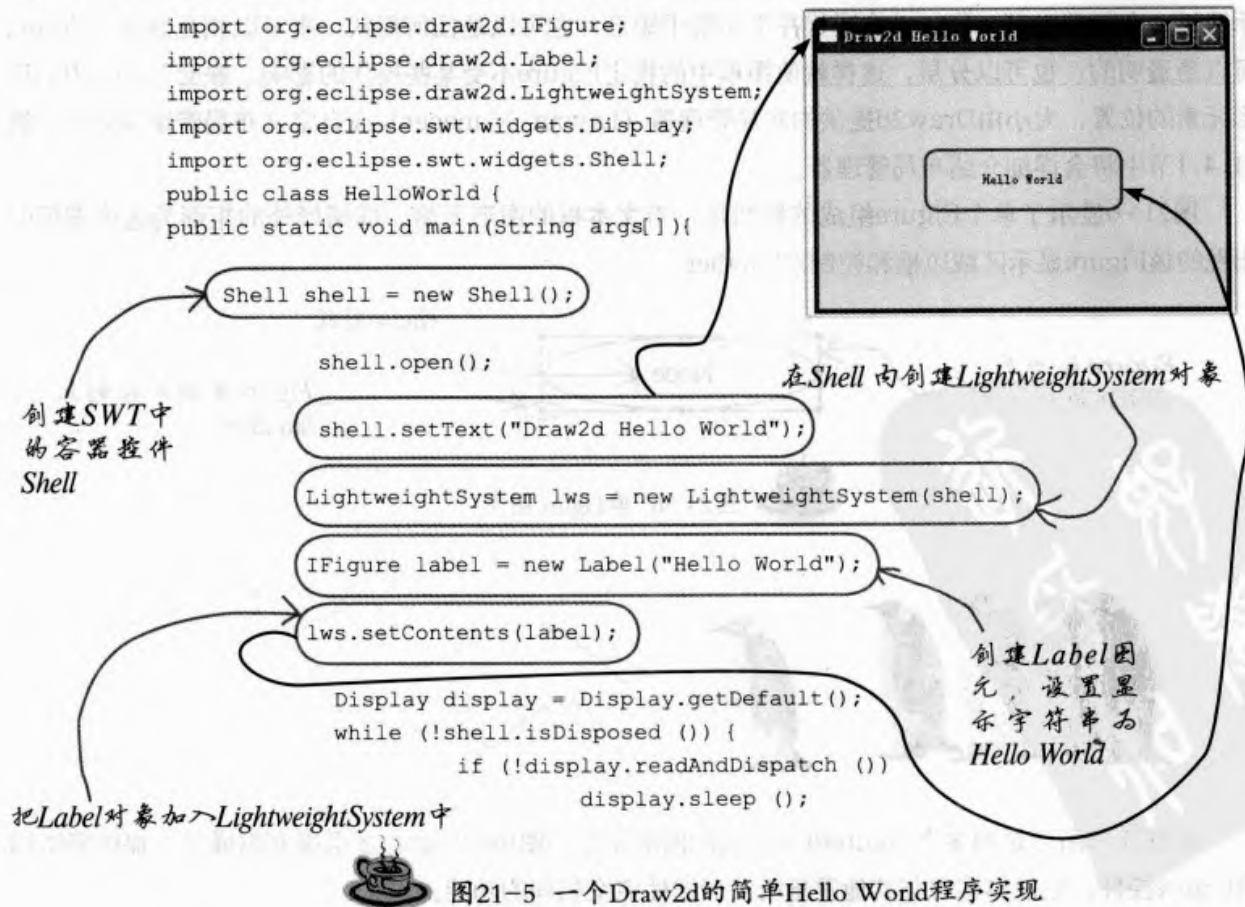 import org.eclipse.draw2d.IFigure;
import org.eclipse.draw2d.Label;
import org.eclipse.draw2d.LightweightSystem;
import org.eclipse.swt.widgets.Display;
import org.eclipse.swt.widgets.Shell;
public class HelloWorld {
public static void main(String args[]){
Shell shell = new Shell();
shell.open();
shell.setText("Draw2d Hello World");
LightweightSystem lws = new LightweightSystem(shell);
IFigure label = new Label("Hello World");
lws.setContents(label);
Display display = Display.getDefault();
while (!shell.isDisposed ()) {
if (!display.readAndDispatch ())
display.sleep ();
Draw2d Hello World
Hello World
创建SWT中
的容器控件
Shell
在Shell 内创建LightweightSystem对象
创建Label图
元，设置显
示字符串为
Hello World
把Label对象加入LightweightSystem中
图21-5 一个Draw2d的简单Hello World程序实现